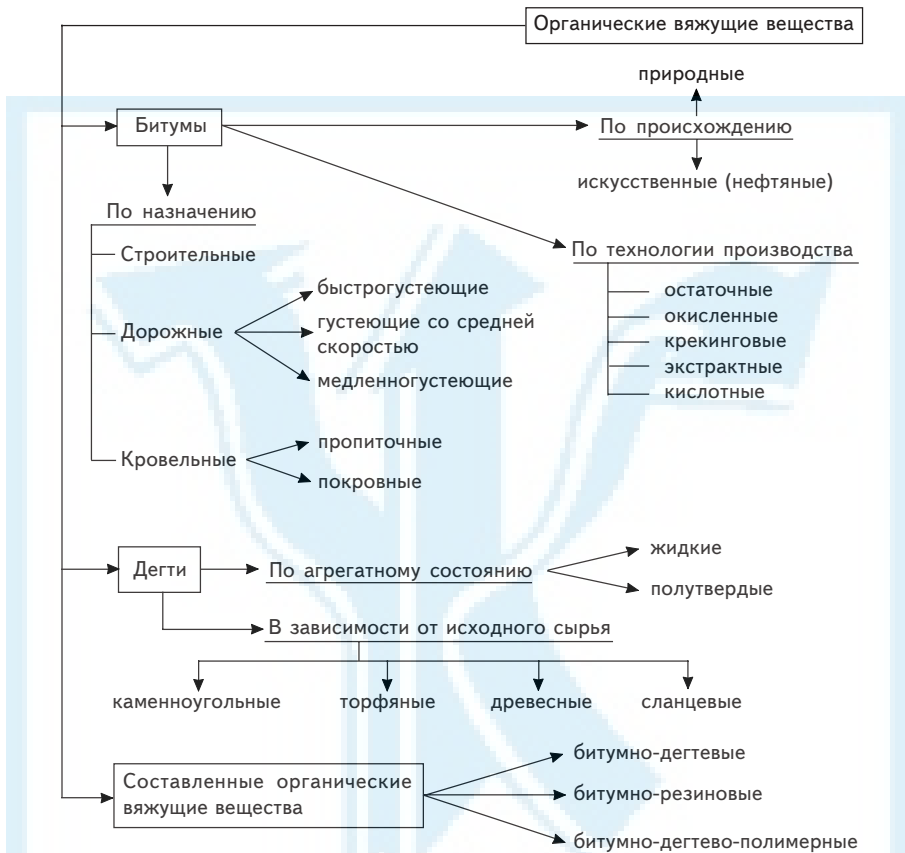 Органические вяжущие вещества
природные
Битумы
По происхождению
искусственные (нефтяные)
По назначению
Строительные
По технологии производства
быстрогустеющие
остаточные
густеющие со средней
скоростью
окисленные
Дорожные
крекинговые
экстрактные
медленногустеющие
кислотные
пропиточные
Кровельные
покровные
жидкие
Дегти
По агрегатному состоянию
полутвердые
В зависимости от исходного сырья
каменноугольные
торфяные
древесные
сланцевые
битумно-дегтевые
Составленные органические
вяжущие вещества
битумно-резиновые
битумно-дегтево-полимерные